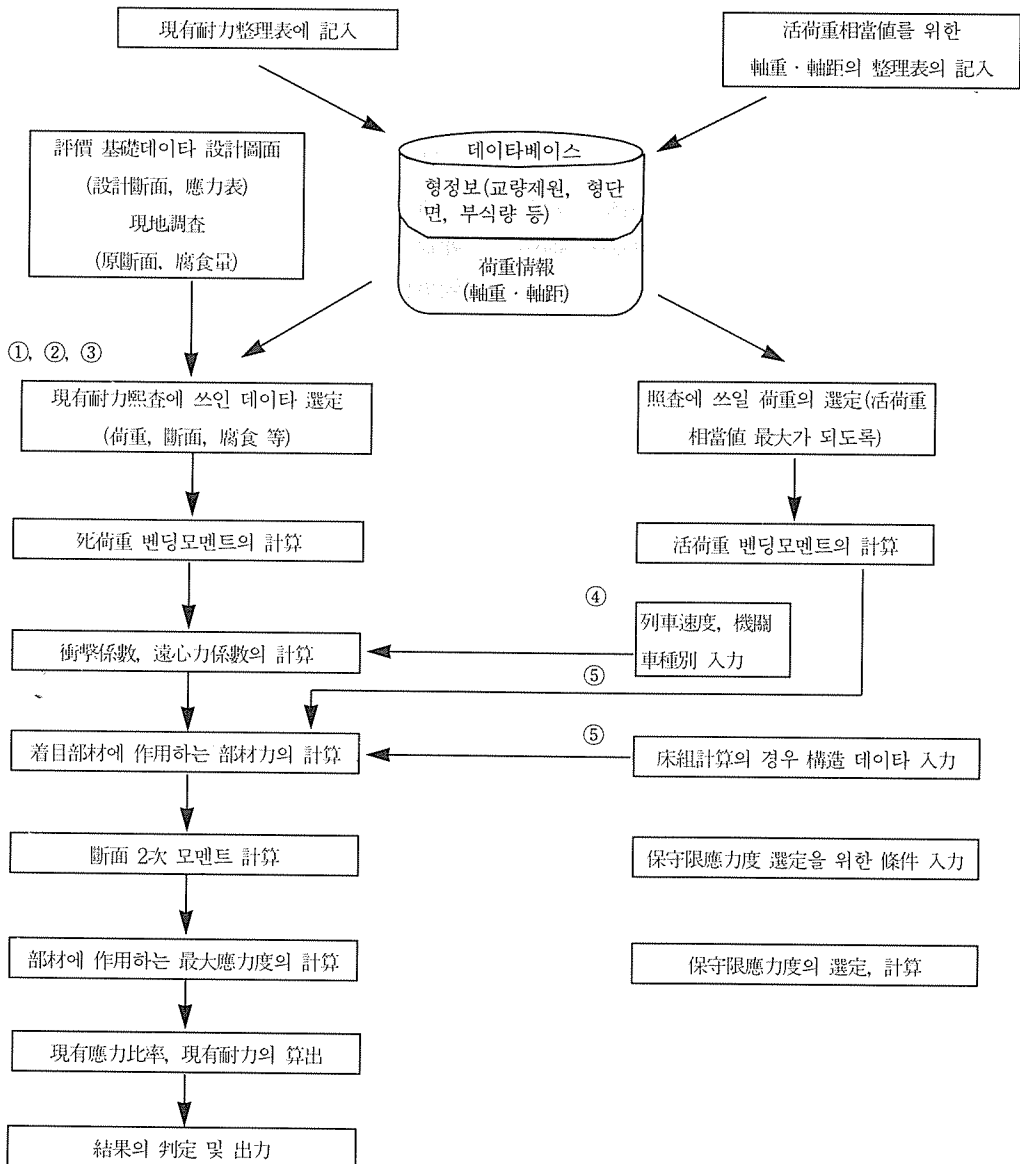 現有耐力整理表에 記入
活荷重相當値를 위한
軸重 · 軸距의 整理表의 記入
評價 基礎데이타 設計圖面
(設計斷面, 應力表)
現地調査
(原斷面, 腐食量)
데이타베이스
형정보(교량제원, 형단
면, 부식량 등)
荷重情報
(軸重 · 軸距)
①, ②, ③
現有耐力熙査에 쓰인 데이타 選定
(荷重, 斷面, 腐食 等)
照査에 쓰일 荷重의 選定(活荷重
相當値 最大가 되도록)
死荷重 벤딩모멘트의 計算
活荷重 벤딩모멘트의 計算
④
列車速度, 機關
車種別 入力
衝擊係數, 遠心力係數의 計算
⑤
着目部材에 作用하는 部材力의 計算
⑤
床組計算의 경우 構造 데이타 入力
斷面 2次 모멘트 計算
保守限應力度 選定을 위한 條件 入力
部材에 作用하는 最大應力度의 計算
保守限應力度의 選定, 計算
現有應力比率, 現有耐力의 算出
結果의 判定 및 出力